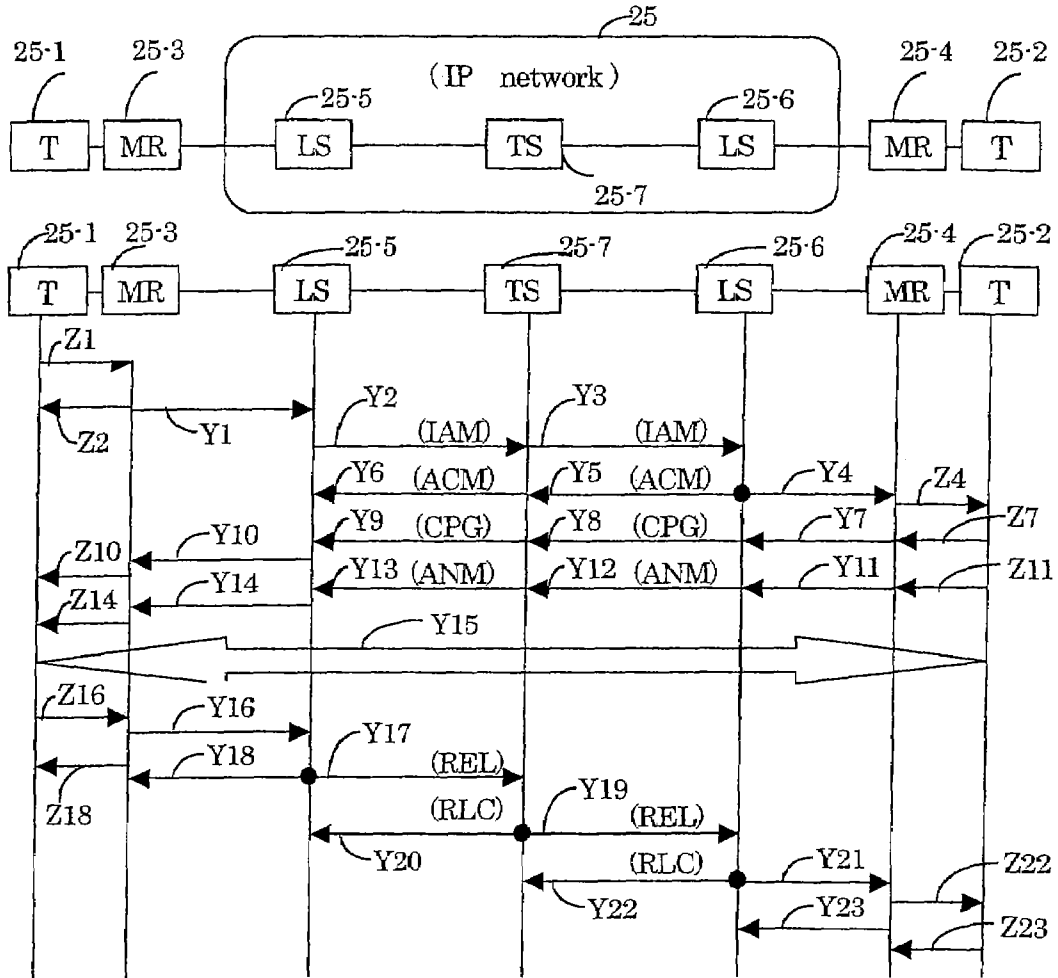 25
25-1 25-3 25-4 25-2
(IP network)
25-5 25-6
T MR LS TS LS MR T
25-7
25-1 25-3 25-5 25-7 25-6 25-4 25-2
T MR LS TS LS MR T
Z1
Y2 (IAM) Y3 (IAM)
Z2 Y1
Y6 (ACM) Y5 (ACM) Y4 Z4
Y9 (CPG) Y8 (CPG) Y7 Z7
Z10 Y10
Y13 (ANM) Y12 (ANM) Y11 Z11
Z14 Y14
Y15
Z16 Y16
Y18 Y17 (REL)
Z18
(RLC) Y19 (REL)
Y20
(RLC) Y21 Z22
Y22 Y23
Z23